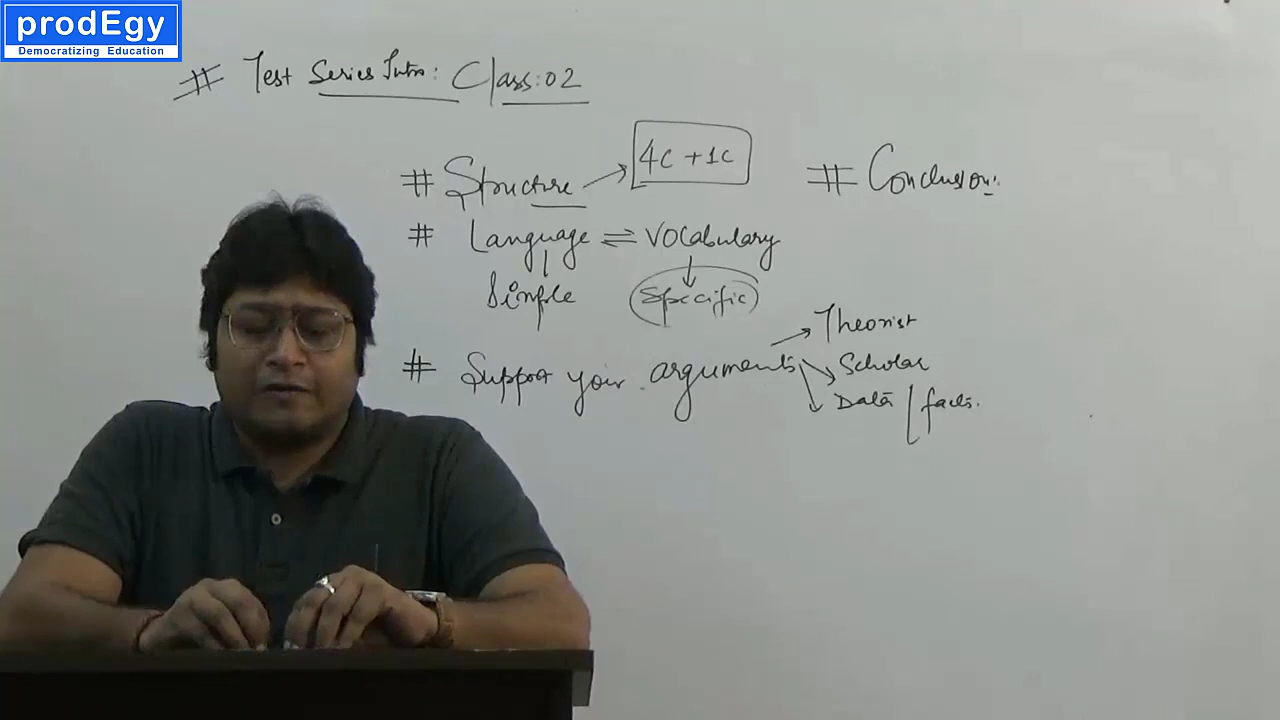 prodEgy
Democratizing Education
# Test Series Intro: Class:02
# Structure → 4C + 1C
# Conclusion:
# Language ⇌ Vocabulary
Simple
Specific
Theorist
# Support your arguments
Scholar
Data / facts.